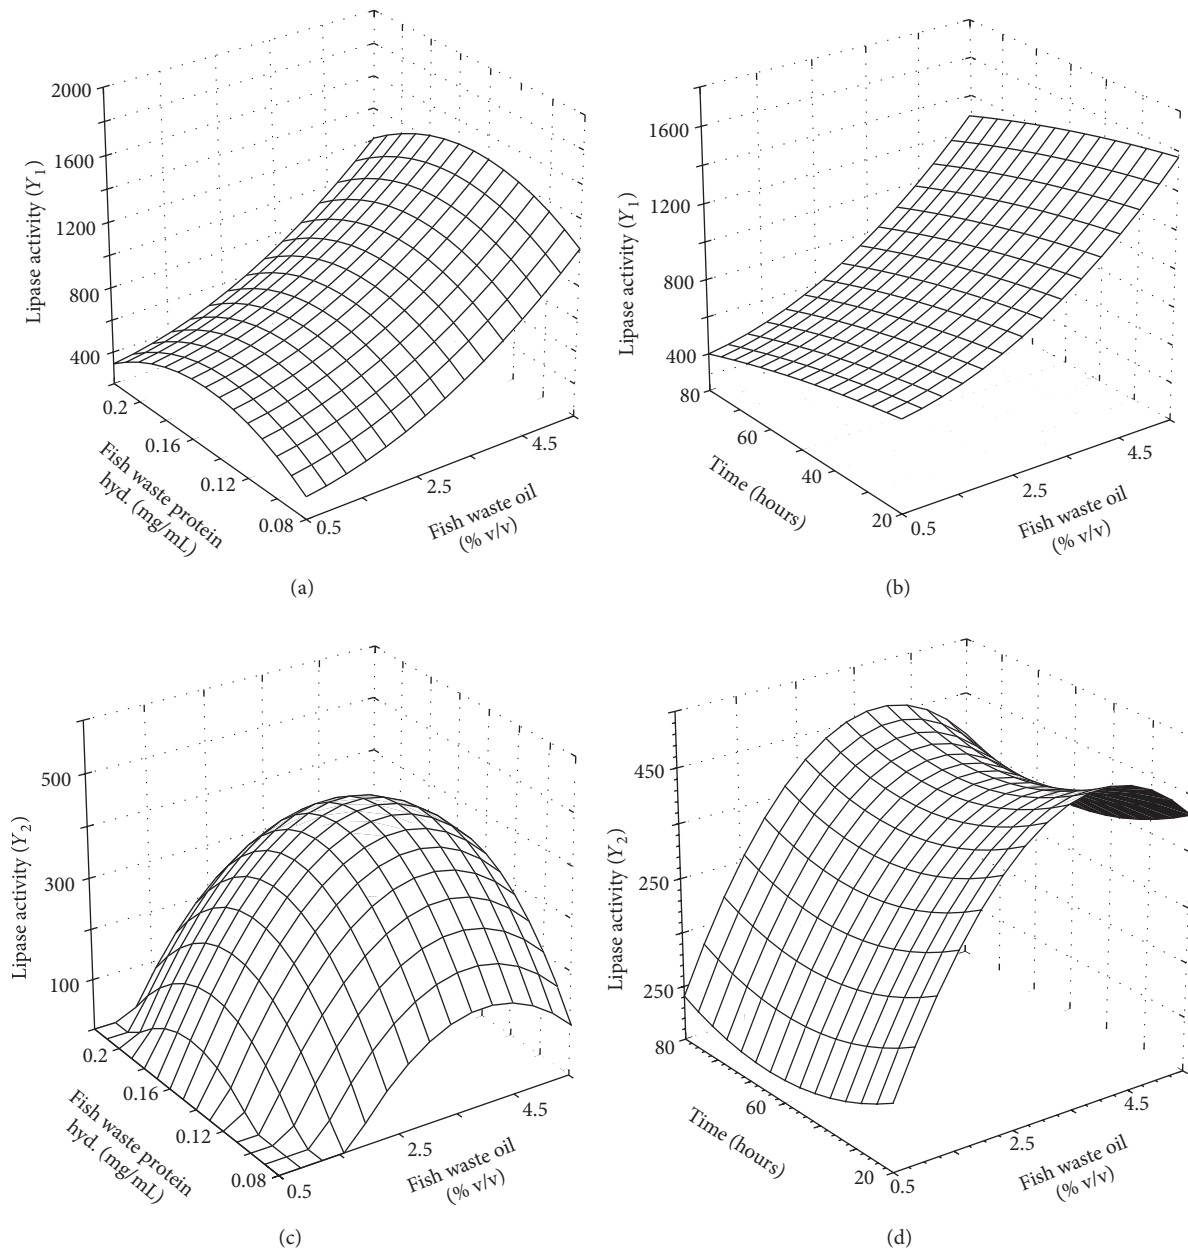 2000
1600
1200
800
400
Lipase activity (Y₁)
0.2
0.16
0.12
0.08
Fish waste protein
hyd. (mg/mL)
0.5
2.5
4.5
Fish waste oil
(% v/v)
(a)
1600
1200
800
400
Lipase activity (Y₁)
80
60
40
20
Time (hours)
0.5
2.5
4.5
Fish waste oil
(% v/v)
(b)
500
300
100
Lipase activity (Y₂)
0.2
0.16
0.12
0.08
Fish waste protein
hyd. (mg/mL)
0.5
2.5
4.5
Fish waste oil
(% v/v)
(c)
450
250
250
Lipase activity (Y₂)
80
60
20
Time (hours)
0.5
2.5
4.5
Fish waste oil
(% v/v)
(d)